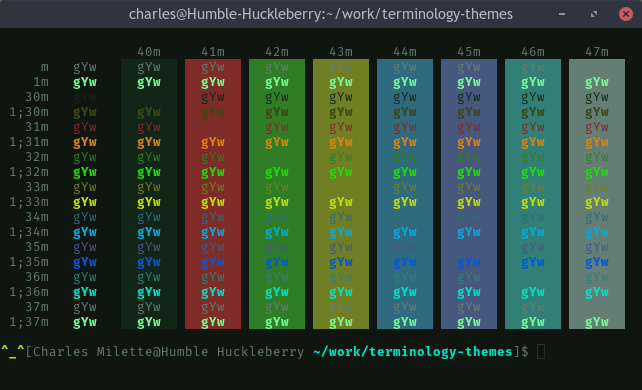 charles@Humble-Huckleberry:~/work/terminology-themes
40m 41m 42m 43m 44m 45m 46m 47m
m gYw gYw gYw gYw gYw gYw gYw gYw
1m gYw gYw gYw gYw gYw gYw gYw gYw gYw
30m gYw gYw gYw gYw gYw gYw gYw
1;30m gYw gYw gYw gYw gYw gYw gYw gYw gYw
31m gYw gYw gYw gYw gYw gYw gYw gYw
1;31m gYw gYw gYw gYw gYw gYw gYw gYw gYw
32m gYw gYw gYw gYw gYw gYw gYw gYw
1;32m gYw gYw gYw gYw gYw gYw gYw gYw gYw
33m gYw gYw gYw gYw gYw gYw gYw gYw
1;33m gYw gYw gYw gYw gYw gYw gYw gYw gYw
34m gYw gYw gYw gYw gYw gYw gYw gYw
1;34m gYw gYw gYw gYw gYw gYw gYw gYw gYw
35m gYw gYw gYw gYw gYw gYw gYw gYw
1;35m gYw gYw gYw gYw gYw gYw gYw gYw gYw
36m gYw gYw gYw gYw gYw gYw gYw gYw
1;36m gYw gYw gYw gYw gYw gYw gYw gYw gYw
37m gYw gYw gYw gYw gYw gYw gYw gYw
1;37m gYw gYw gYw gYw gYw gYw gYw gYw gYw
^_^[Charles Milette@Humble Huckleberry ~/work/terminology-themes]$